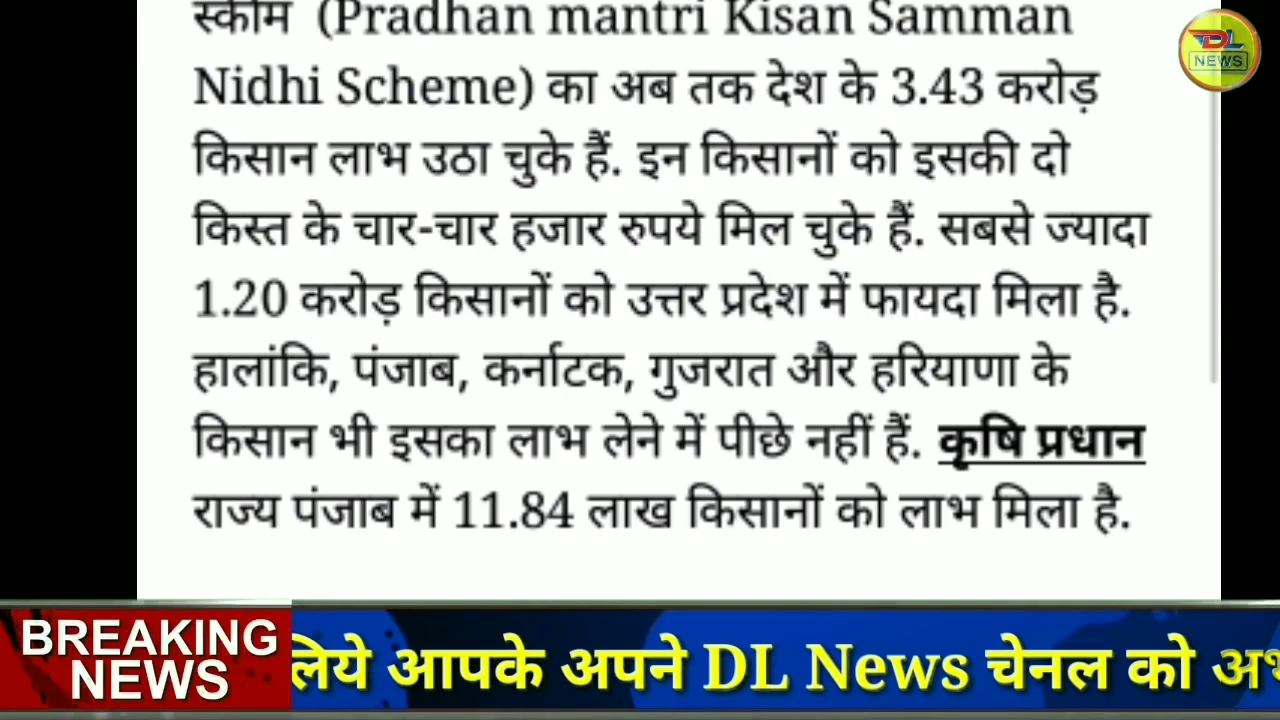 स्कीम (Pradhan mantri Kisan Samman
Nidhi Scheme) का अब तक देश के 3.43 करोड़
किसान लाभ उठा चुके हैं. इन किसानों को इसकी दो
किस्त के चार-चार हजार रुपये मिल चुके हैं. सबसे ज्यादा
1.20 करोड़ किसानों को उत्तर प्रदेश में फायदा मिला है.
हालांकि, पंजाब, कर्नाटक, गुजरात और हरियाणा के
किसान भी इसका लाभ लेने में पीछे नहीं हैं. कृषि प्रधान
राज्य पंजाब में 11.84 लाख किसानों को लाभ मिला है.
DL
NEWS
BREAKING
NEWS
लिये आपके अपने DL News चेनल को